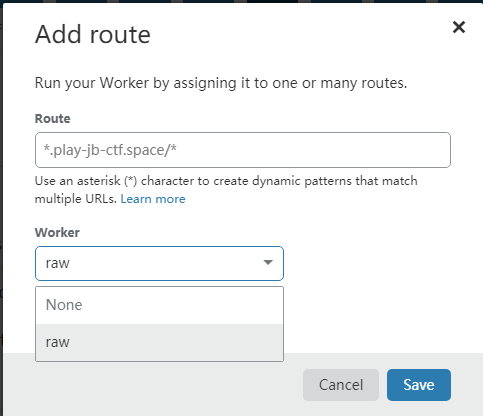 Add route
Run your Worker by assigning it to one or many routes.
Route
*.play-jb-ctf.space/*
Use an asterisk (*) character to create dynamic patterns that match
multiple URLs. Learn more
Worker
raw
None
raw
Cancel
Save